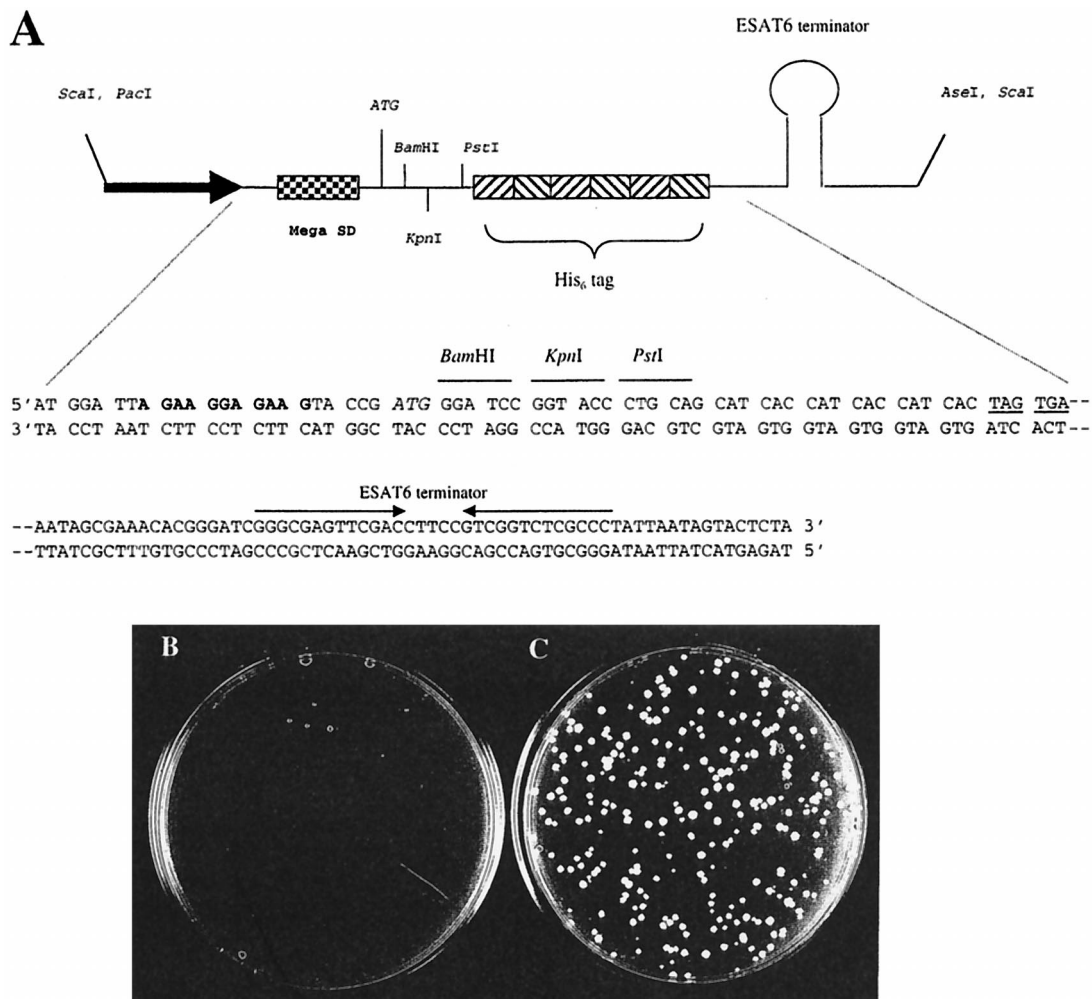 A
ESAT6 terminator
ScaI, PacI
AseI, ScaI
ATG
BamHI
PstI
Mega SD
KpnI
His₆ tag
BamHI KpnI PstI
5'AT GGA TTA GAA GGA GAA GTA CCG ATG GGA TCC GGT ACC CTG CAG CAT CAC CAT CAC CAT CAC TAG TGA--
3'TA CCT AAT CTT CCT CTT CAT GGC TAC CCT AGG CCA TGG GAC GTC GTA GTG GTA GTG GTA GTG ATC ACT--
ESAT6 terminator
--AATAGCGAAACACGGGATCGGGCGAGTTCGACCTTCCGTCGGTCTCGCCCTATTAATAGTACTCTA 3'
--TTATCGCTTTGTGCCCTAGCCCGCTCAAGCTGGAAGGCAGCCAGTGCGGGATAATTATCATGAGAT 5'
B
C